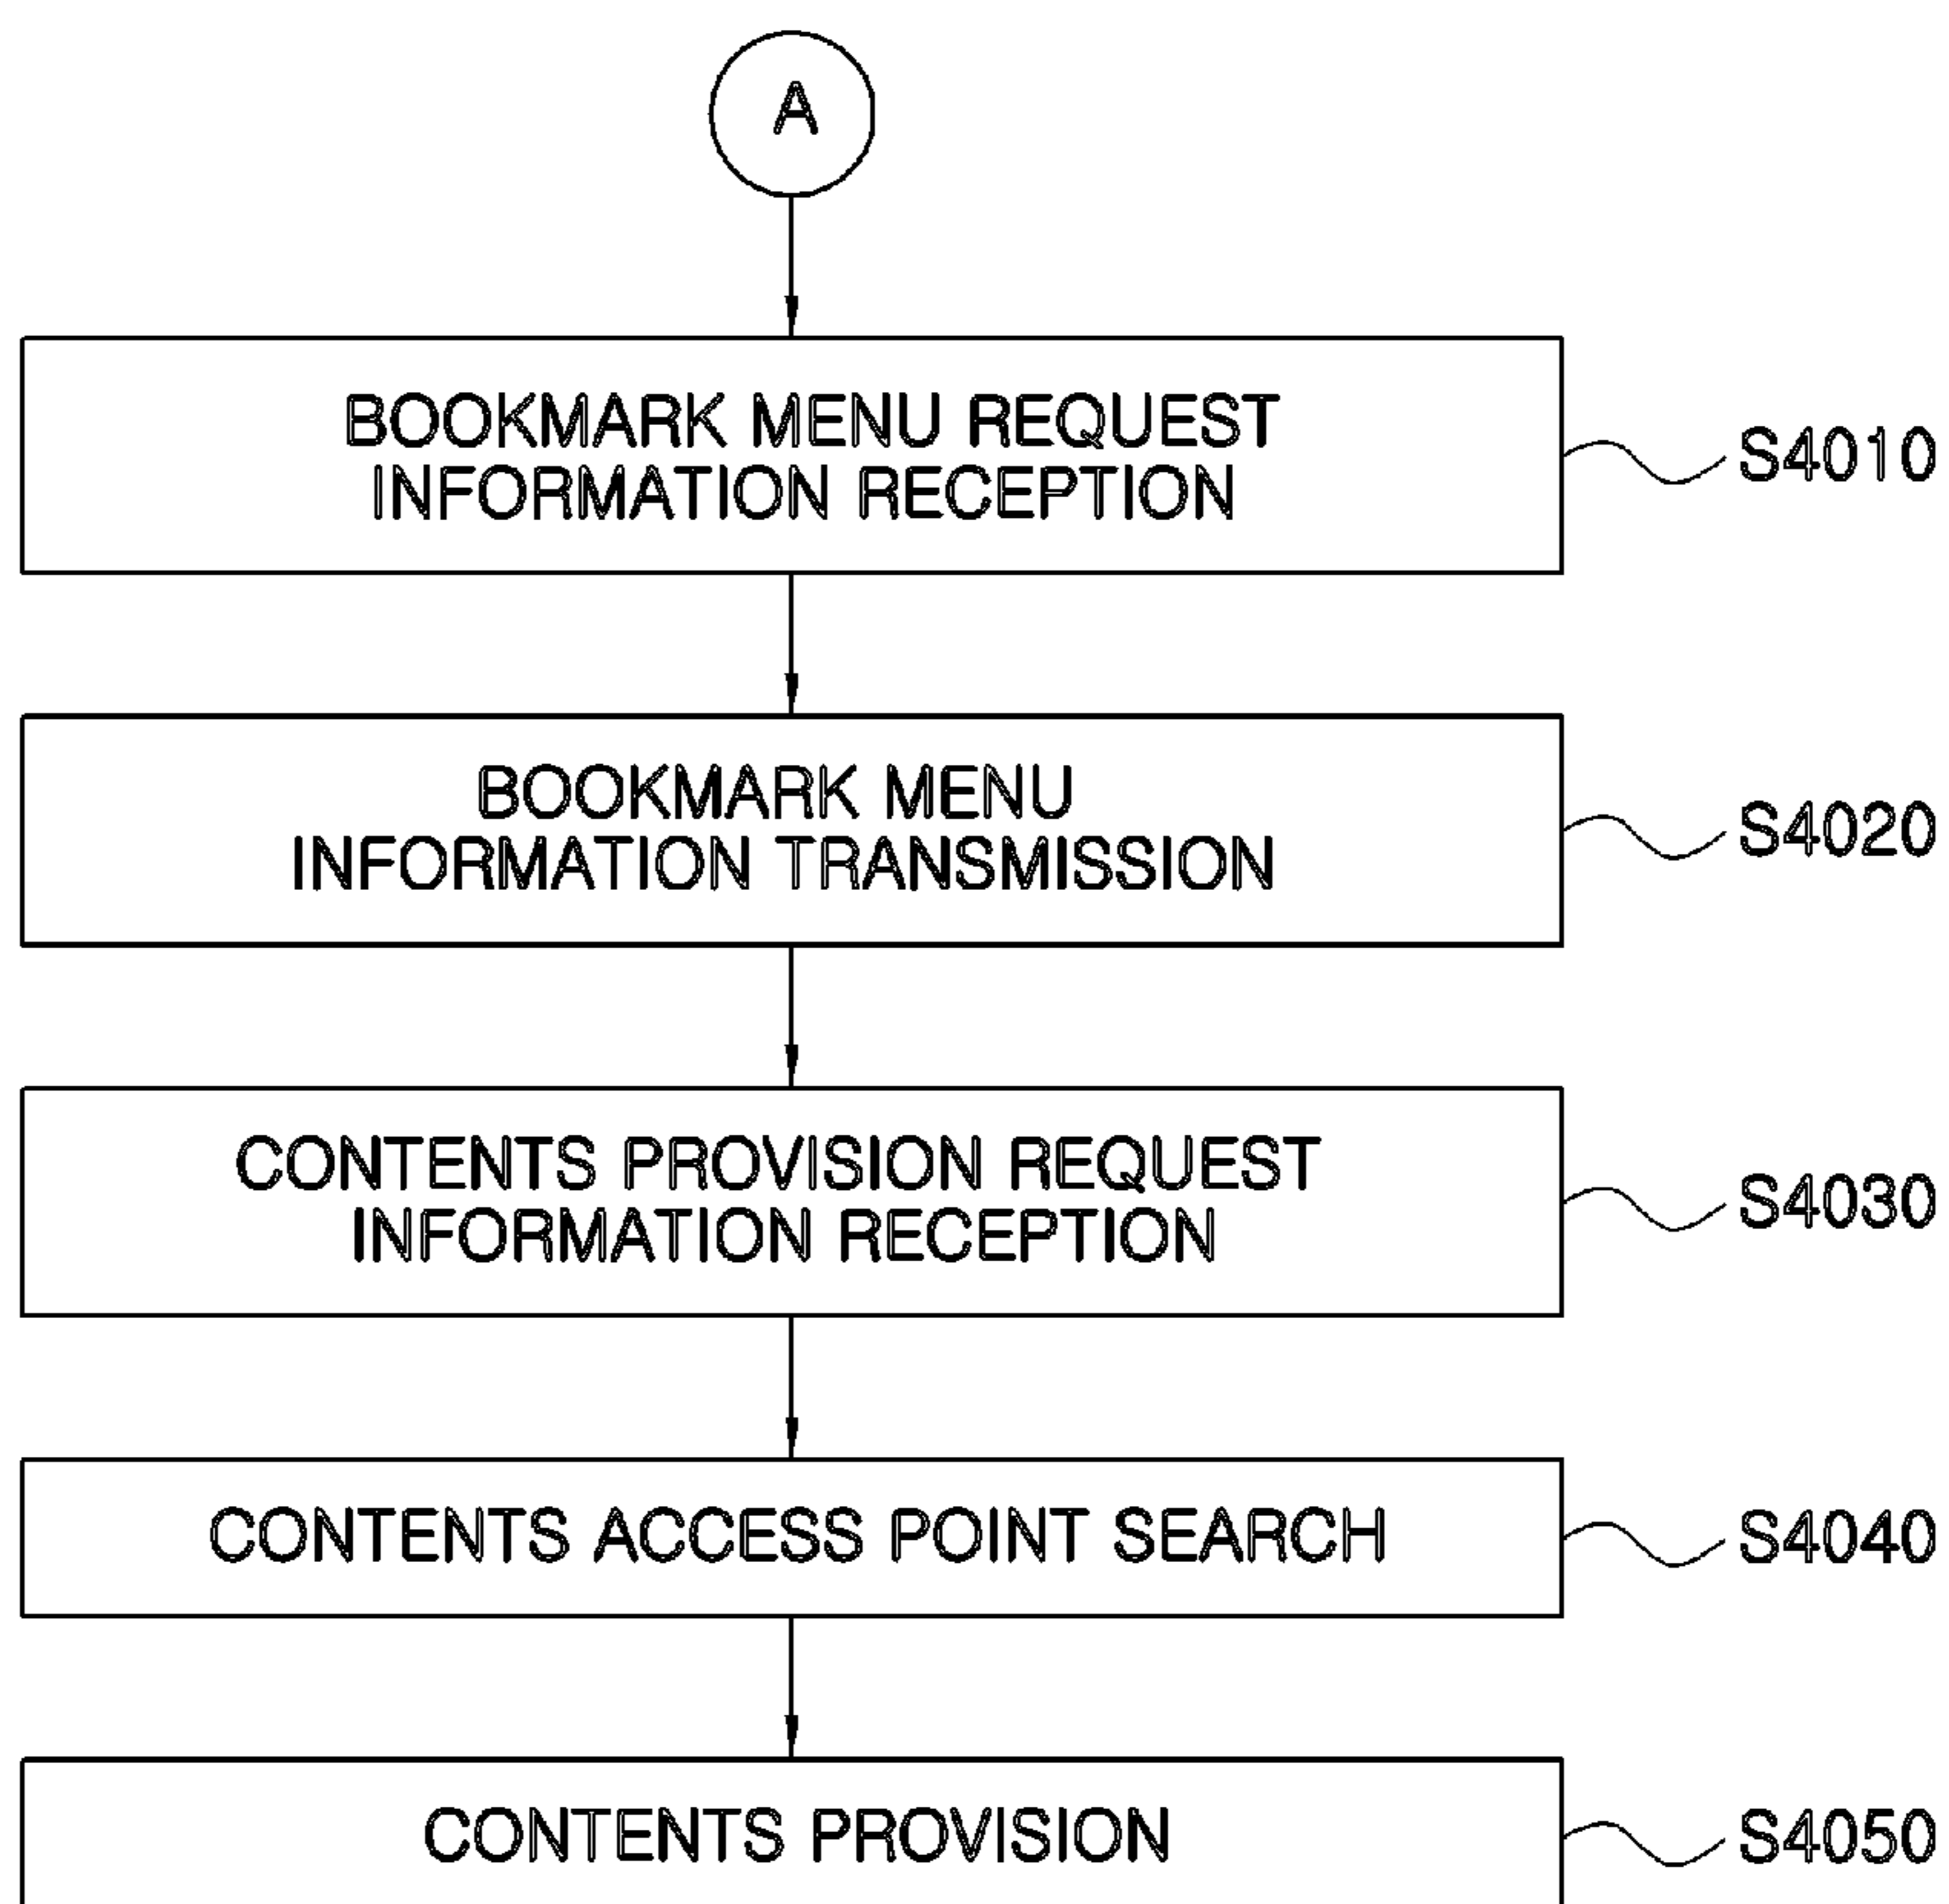 A
BOOKMARK MENU REQUEST
INFORMATION RECEPTION
S4010
BOOKMARK MENU
INFORMATION TRANSMISSION
S4020
CONTENTS PROVISION REQUEST
INFORMATION RECEPTION
S4030
CONTENTS ACCESS POINT SEARCH
S4040
CONTENTS PROVISION
S4050